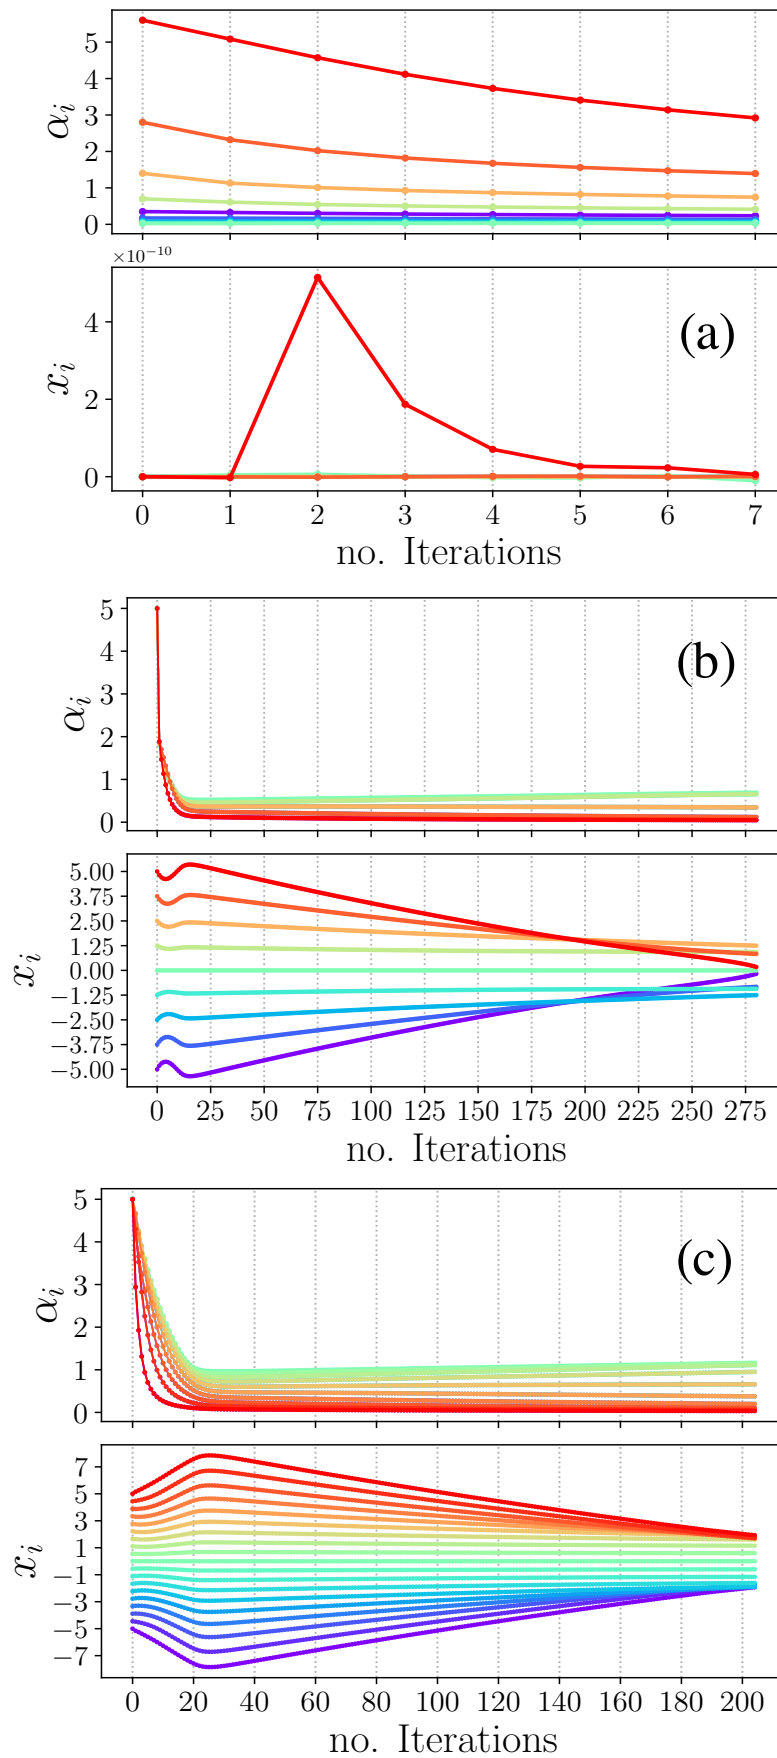 5
4
3
2
1
0
α_i
×10⁻¹⁰
4
2
0
x_i
(a)
0 1 2 3 4 5 6 7
no. Iterations
5
4
3
2
1
0
α_i
(b)
5.00
3.75
2.50
1.25
0.00
−1.25
−2.50
−3.75
−5.00
x_i
0 25 50 75 100 125 150 175 200 225 250 275
no. Iterations
5
4
3
2
1
0
α_i
(c)
7
5
3
1
−1
−3
−5
−7
x_i
0 20 40 60 80 100 120 140 160 180 200
no. Iterations